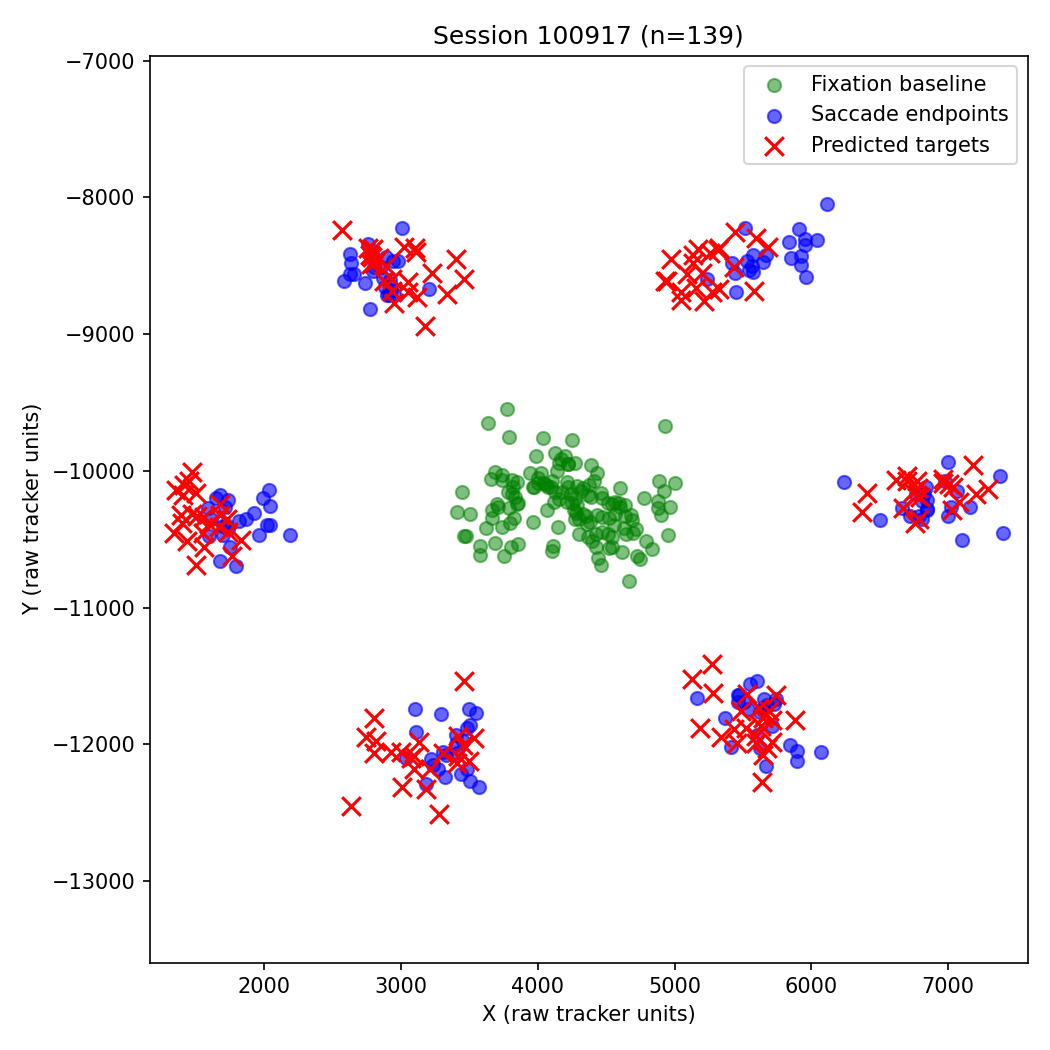 Session 100917 (n=139)
Fixation baseline
Saccade endpoints
Predicted targets
Y (raw tracker units)
−7000
−8000
−9000
−10000
−11000
−12000
−13000
2000 3000 4000 5000 6000 7000
X (raw tracker units)